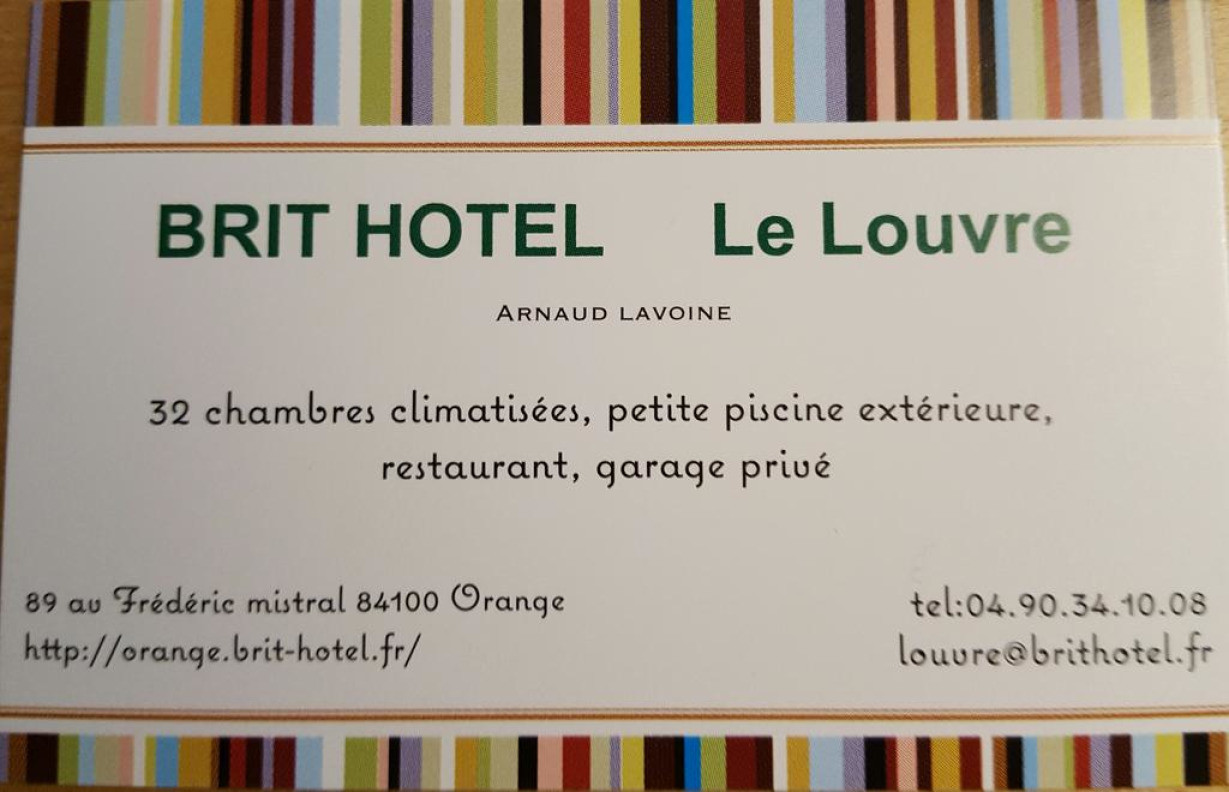 BRIT HOTEL Le Louvre
ARNAUD LAVOINE
32 chambres climatisées, petite piscine extérieure,
restaurant, garage privé
89 av Frédéric mistral 84100 Orange
http://orange.brit-hotel.fr/
tel:04.90.34.10.08
louvre@brithotel.fr